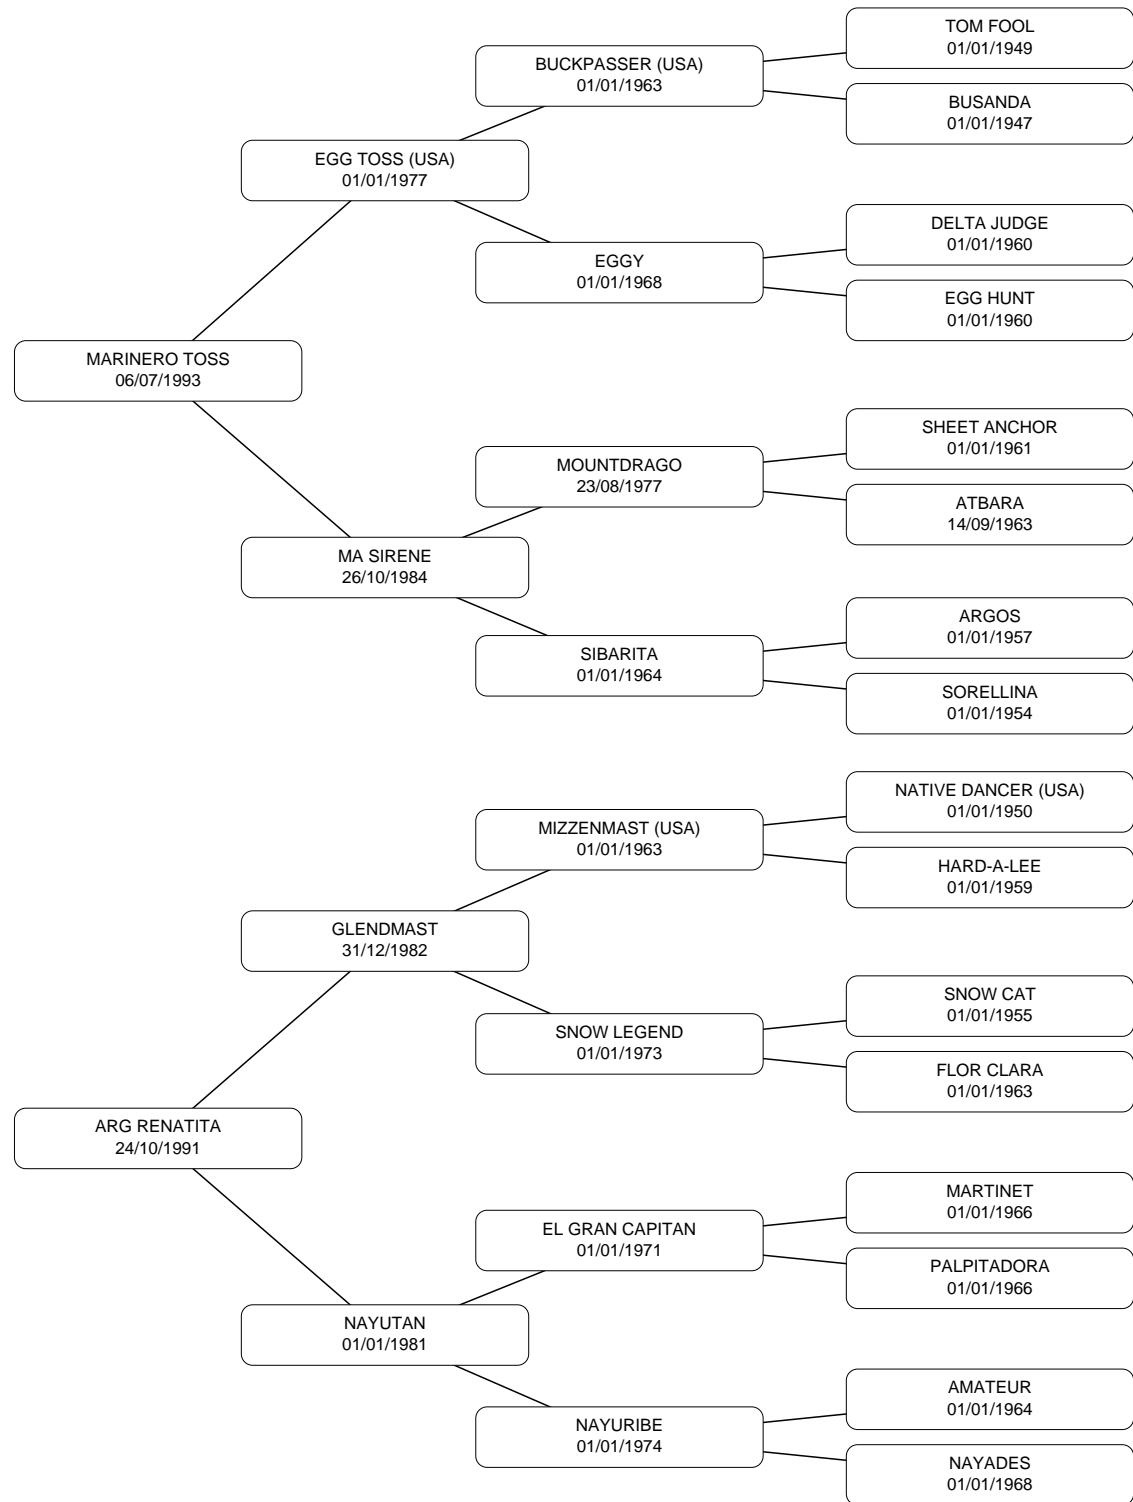 TOM FOOL
01/01/1949
BUCKPASSER (USA)
01/01/1963
BUSANDA
01/01/1947
EGG TOSS (USA)
01/01/1977
DELTA JUDGE
01/01/1960
EGGY
01/01/1968
EGG HUNT
01/01/1960
MARINERO TOSS
06/07/1993
SHEET ANCHOR
01/01/1961
MOUNTDRAGO
23/08/1977
ATBARA
14/09/1963
MA SIRENE
26/10/1984
ARGOS
01/01/1957
SIBARITA
01/01/1964
SORELLINA
01/01/1954
NATIVE DANCER (USA)
01/01/1950
MIZZENMAST (USA)
01/01/1963
HARD-A-LEE
01/01/1959
GLENDMAST
31/12/1982
SNOW CAT
01/01/1955
SNOW LEGEND
01/01/1973
FLOR CLARA
01/01/1963
ARG RENATITA
24/10/1991
MARTINET
01/01/1966
EL GRAN CAPITAN
01/01/1971
PALPITADORA
01/01/1966
NAYUTAN
01/01/1981
AMATEUR
01/01/1964
NAYURIBE
01/01/1974
NAYADES
01/01/1968